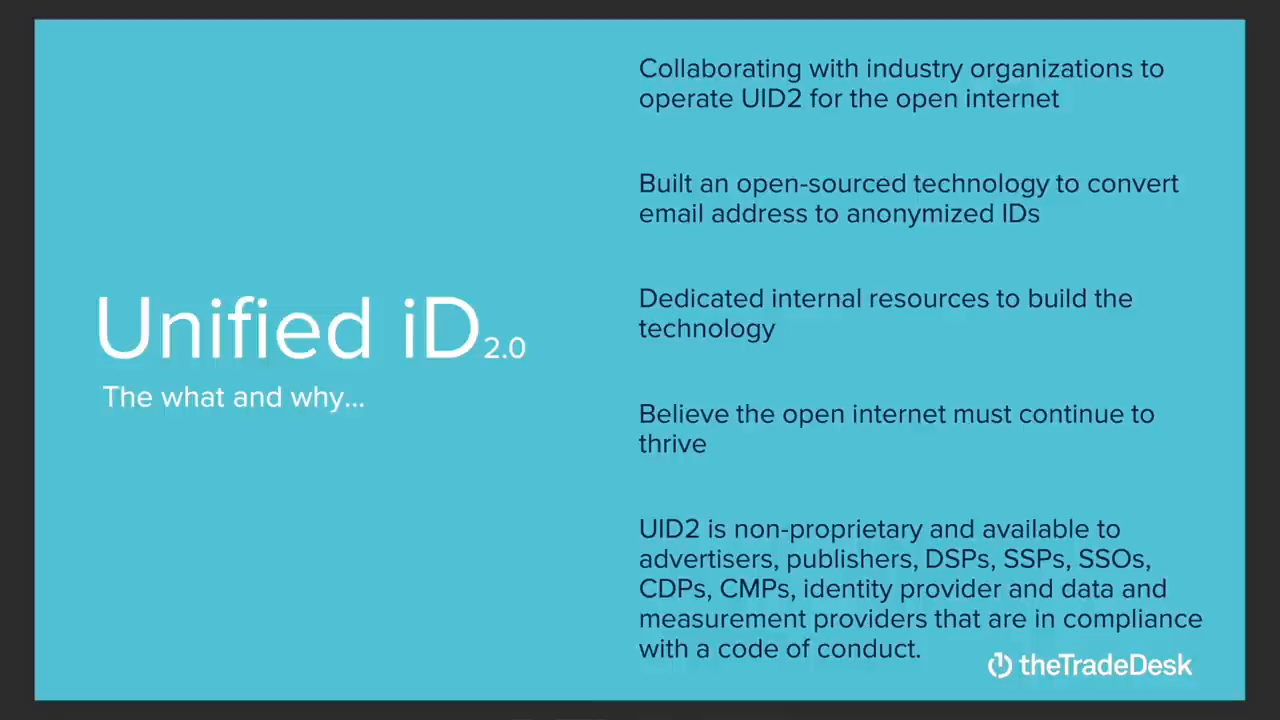 Unified iD 2.0
The what and why...
Collaborating with industry organizations to
operate UID2 for the open internet
Built an open-sourced technology to convert
email address to anonymized IDs
Dedicated internal resources to build the
technology
Believe the open internet must continue to
thrive
UID2 is non-proprietary and available to
advertisers, publishers, DSPs, SSPs, SSOs,
CDPs, CMPs, identity provider and data and
measurement providers that are in compliance
with a code of conduct.
theTradeDesk